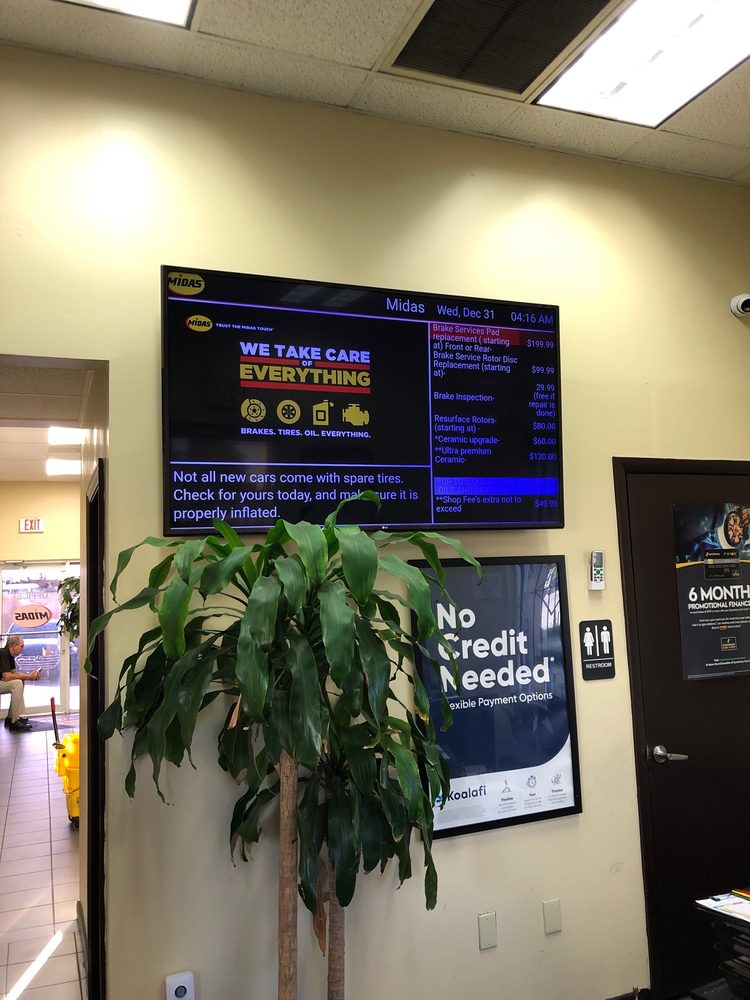 MIDAS
Midas Wed, Dec 31 04:16 AM
MIDAS TRUST THE MIDAS TOUCH
WE TAKE CARE
OF
EVERYTHING
BRAKES. TIRES. OIL. EVERYTHING.
Not all new cars come with spare tires.
Check for yours today, and make sure it is
properly inflated.
Brake Services Pad
replacement ( starting
at) Front or Rear- $199.99
Brake Service Rotor Disc
Replacement (starting
at)- $99.99
Brake Inspection- 29.99
(free if
repair is
done)
Resurface Rotors-
(starting at) - $80.00
*Ceramic upgrade- $60.00
**Ultra premium
Ceramic- $120.00
**Shop Fee's extra not to
exceed $49.95
EXIT
OFFICE
MIDAS
No
Credit
Needed*
exible Payment Options
Koalafi
Flexible
Fast
Trusted
RESTROOM
6 MONTH
PROMOTIONAL FINANC